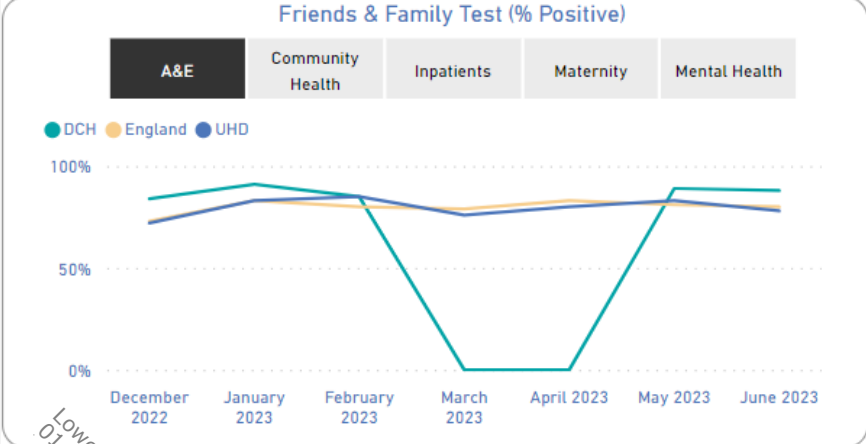 Friends & Family Test (% Positive)
A&E
Community
Health
Inpatients
Maternity
Mental Health
DCH England UHD
100%
50%
0%
December
2022
January
2023
February
2023
March
2023
April 2023
May 2023
June 2023